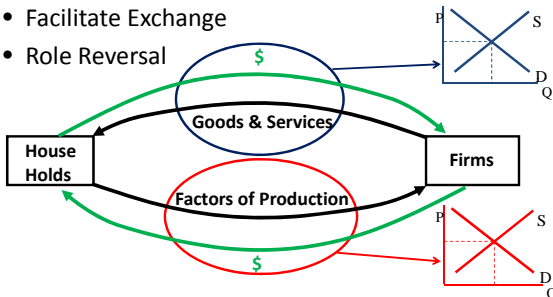 • Facilitate Exchange
• Role Reversal
$
P
S
D
Q
Goods & Services
House
Holds
Firms
Factors of Production
$
P
S
D
Q